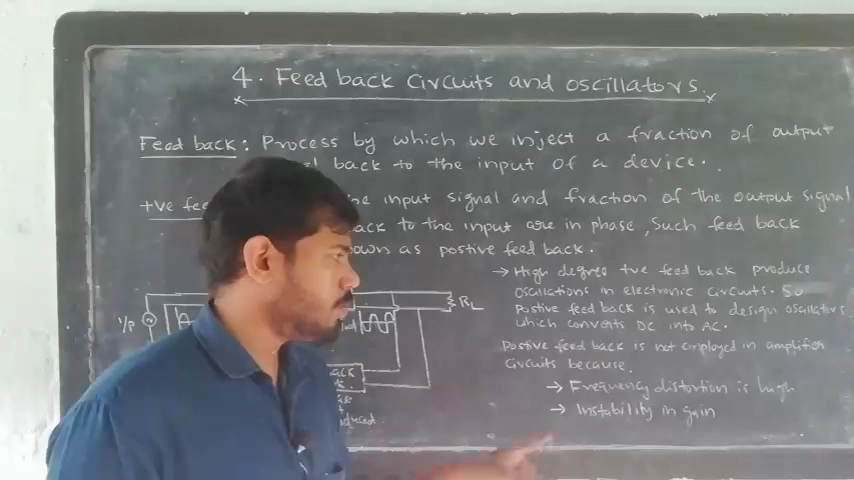 4. Feed back circuits and oscillators.
Feed back: Process by which we inject a fraction of output
back to the input of a device.
+ve fee input signal and fraction of the output signal
back to the input are in phase, such feed back
known as postive feed back.
→ High degree +ve feed back produce
oscillations in electronic circuits. So
Postive feed back is used to design oscillators
which converts DC into AC.
Postive feed back is not employed in amplifier
circuits because.
→ Frequency distortion is high
→ Instability in gain
I/P
RL